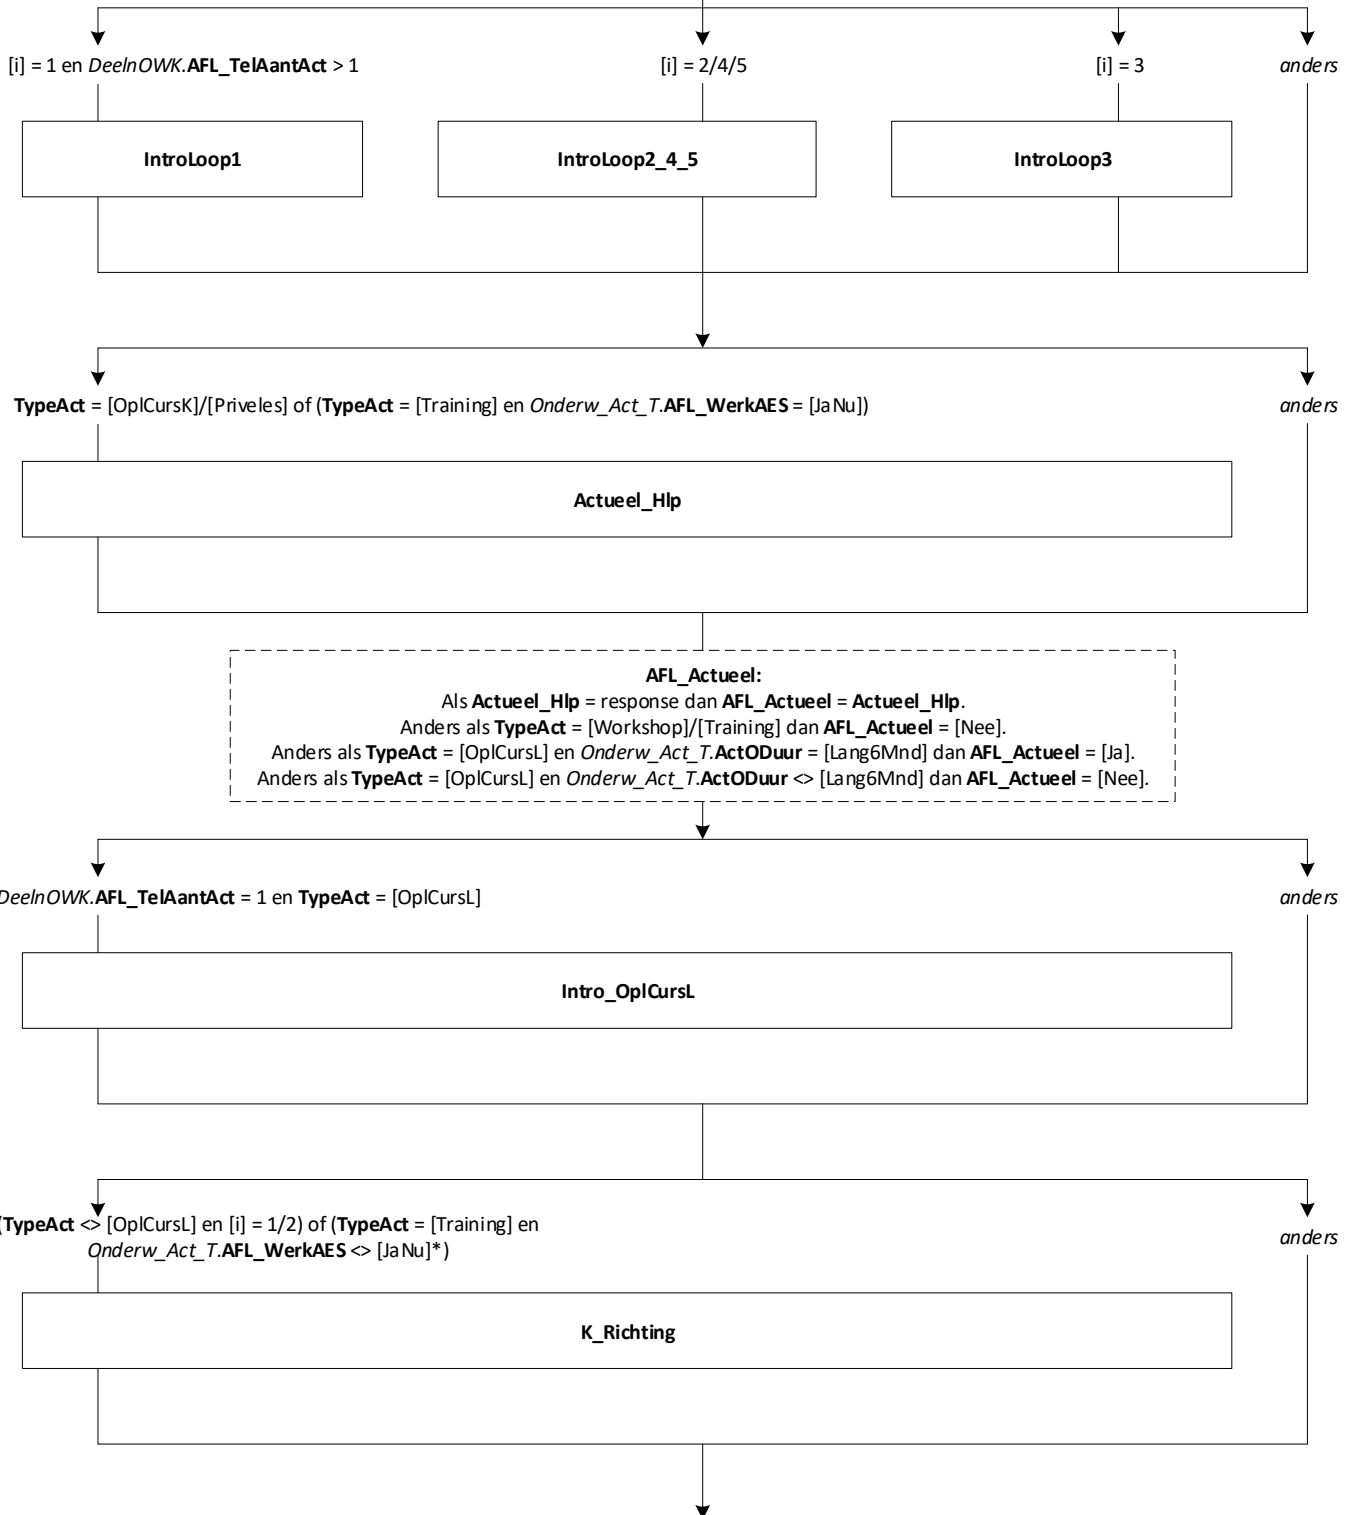 [i] = 1 en DeelnOWK.AFL_TelAantAct > 1
[i] = 2/4/5
[i] = 3
anders
IntroLoop1
IntroLoop2_4_5
IntroLoop3
TypeAct = [OplCursK]/[Priveles] of (TypeAct = [Training] en Onderw_Act_T.AFL_WerkAES = [JaNu])
anders
Actueel_Hlp
AFL_Actueel:
Als Actueel_Hlp = response dan AFL_Actueel = Actueel_Hlp.
Anders als TypeAct = [Workshop]/[Training] dan AFL_Actueel = [Nee].
Anders als TypeAct = [OplCursL] en Onderw_Act_T.ActODuur = [Lang6Mnd] dan AFL_Actueel = [Ja].
Anders als TypeAct = [OplCursL] en Onderw_Act_T.ActODuur <> [Lang6Mnd] dan AFL_Actueel = [Nee].
DeelnOWK.AFL_TelAantAct = 1 en TypeAct = [OplCursL]
anders
Intro_OplCursL
(TypeAct <> [OplCursL] en [i] = 1/2) of (TypeAct = [Training] en
Onderw_Act_T.AFL_WerkAES <> [JaNu]*)
anders
K_Richting